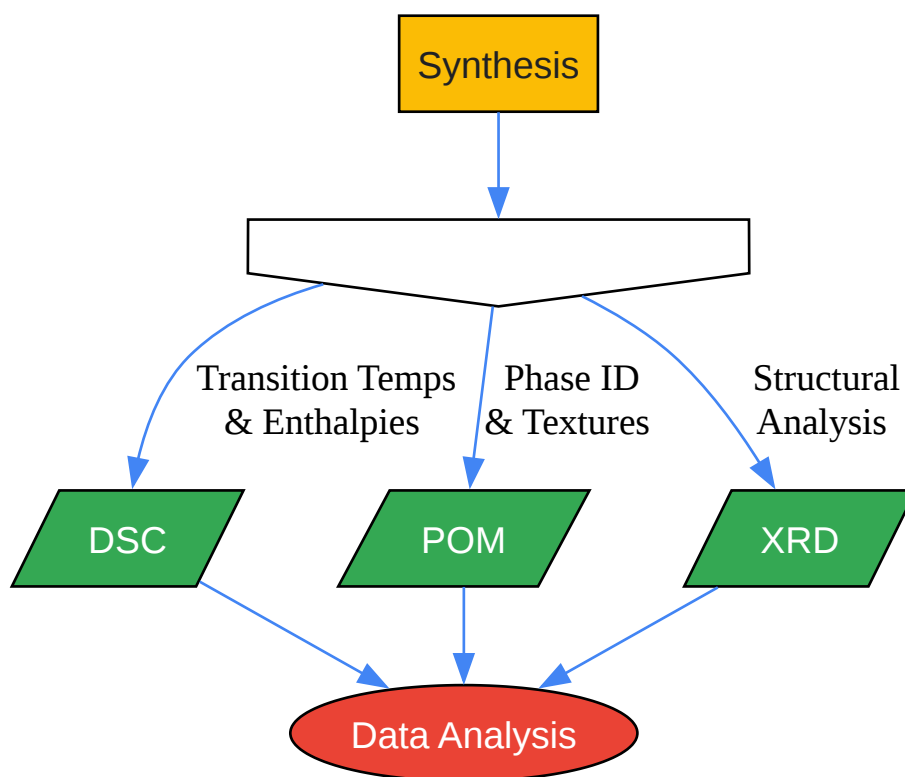 Synthesis
Transition Temps
& Enthalpies
Phase ID
& Textures
Structural
Analysis
DSC
POM
XRD
Data Analysis